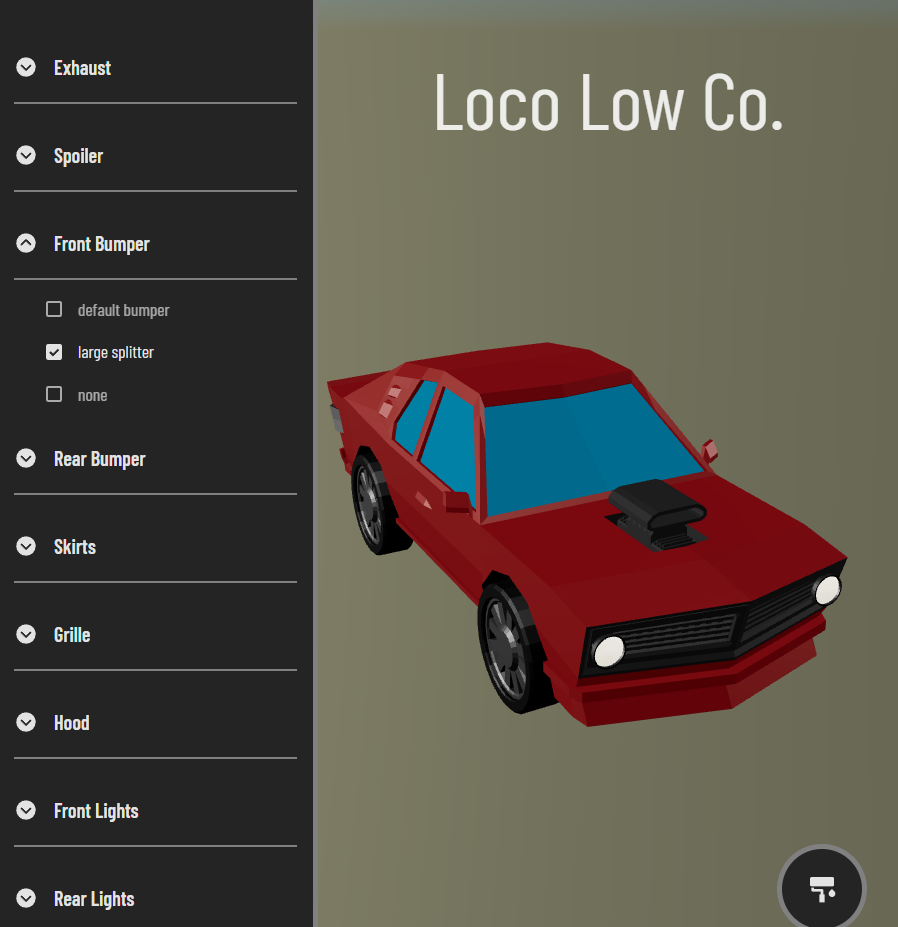 Exhaust
Spoiler
Front Bumper
default bumper
large splitter
none
Rear Bumper
Skirts
Grille
Hood
Front Lights
Rear Lights
Loco Low Co.